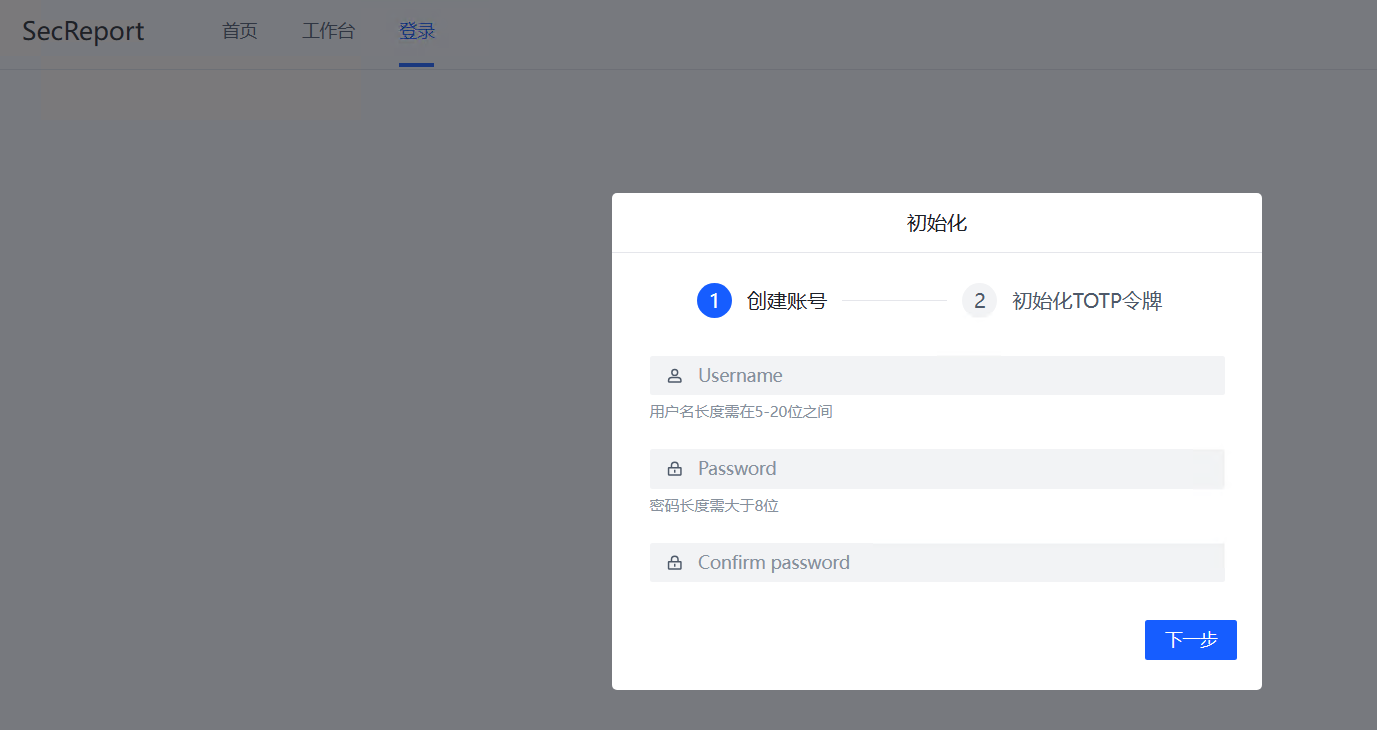 SecReport 首页 工作台 登录
初始化
1 创建账号 2 初始化TOTP令牌
Username
用户名长度需在5-20位之间
Password
密码长度需大于8位
Confirm password
下一步